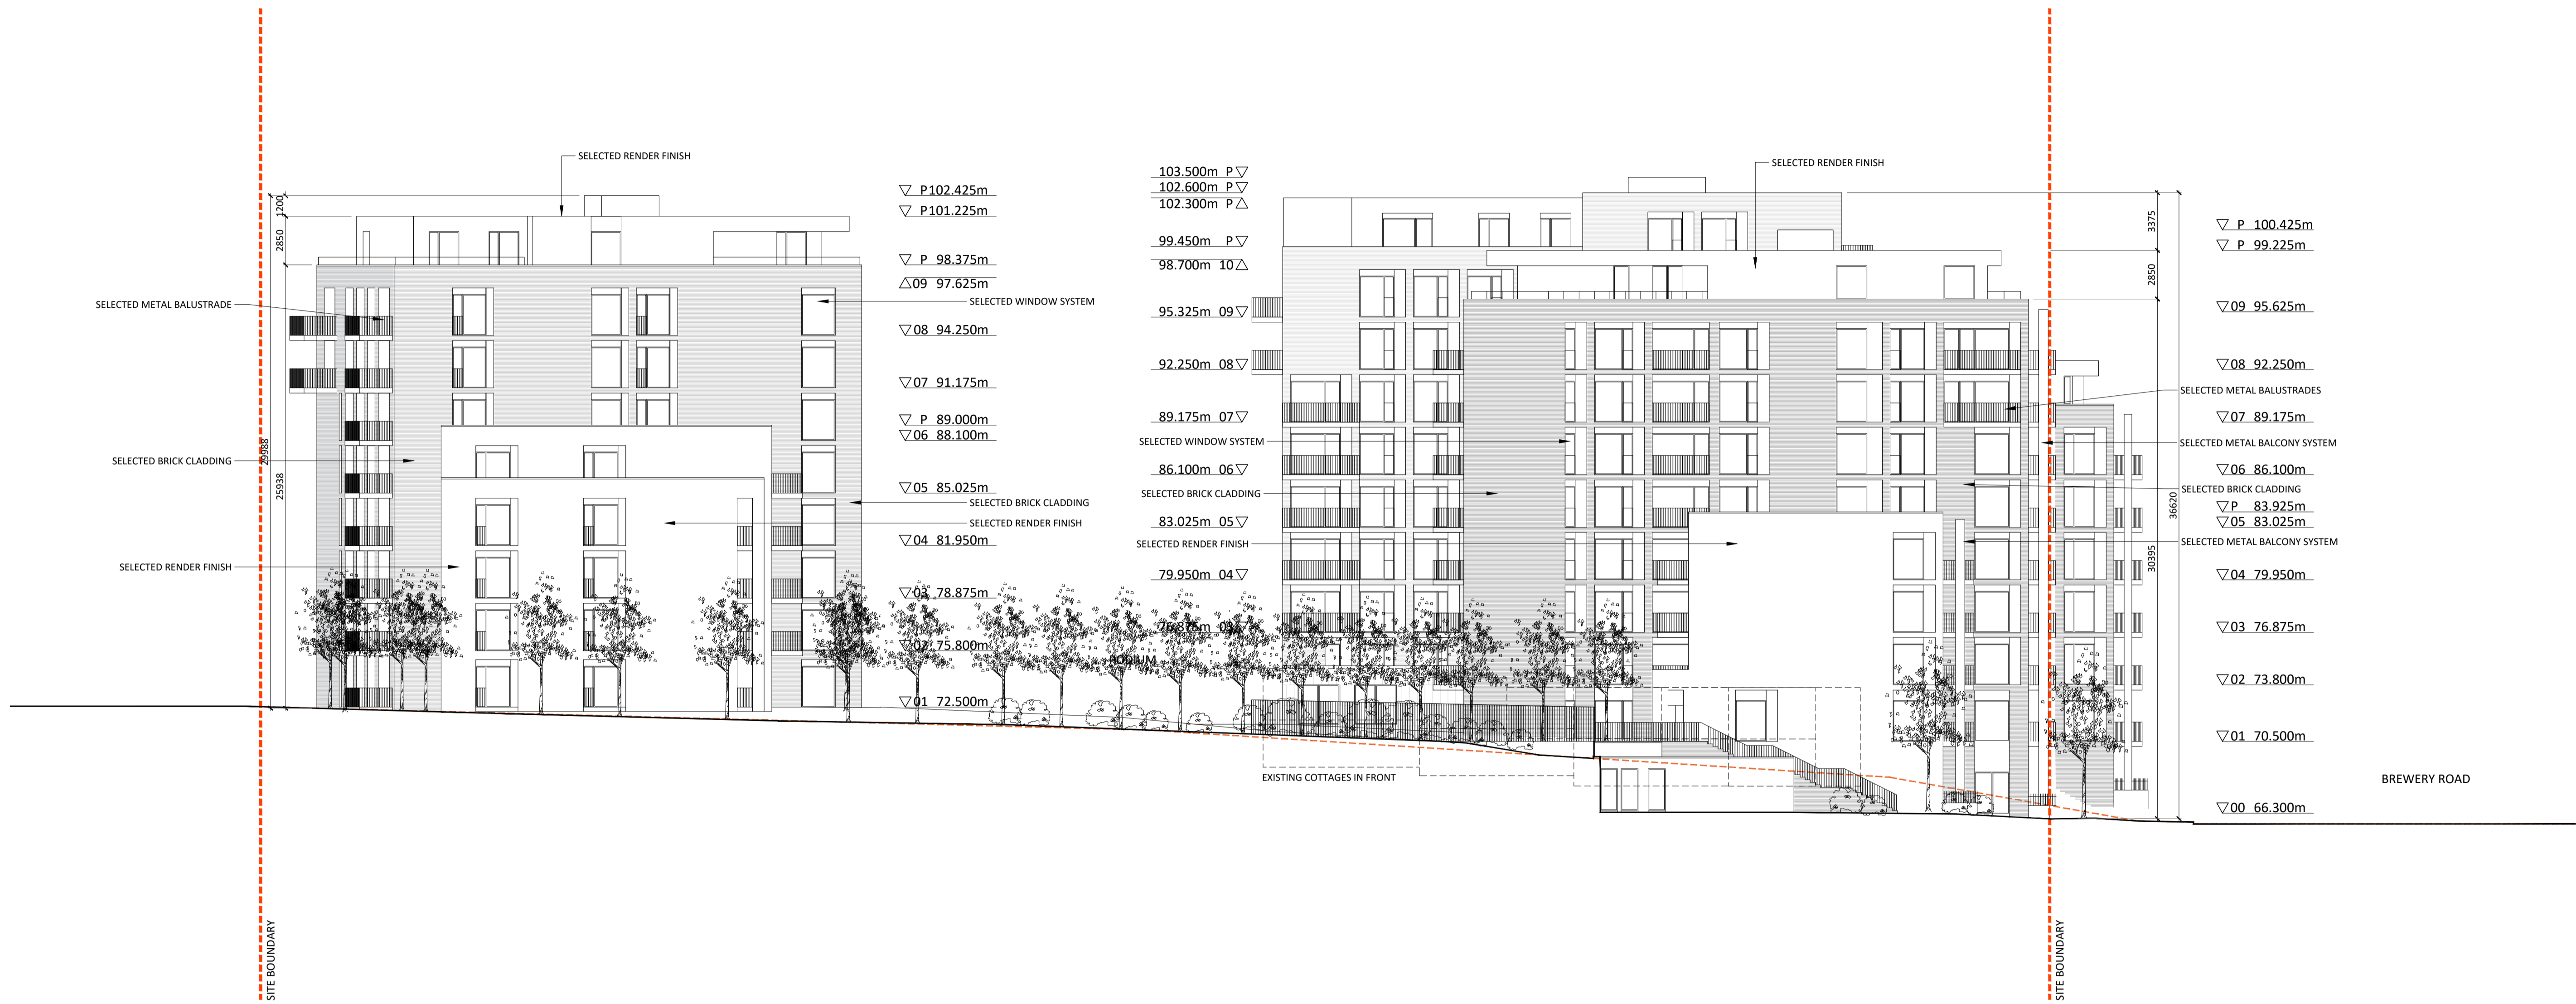 SELECTED RENDER FINISH
SELECTED METAL BALUSTRADE
SELECTED BRICK CLADDING
SELECTED RENDER FINISH
SITE BOUNDARY
1200
2850
29988
25938
P 102.425m
P 101.225m
P 98.375m
09 97.625m
SELECTED WINDOW SYSTEM
08 94.250m
07 91.175m
P 89.000m
06 88.100m
05 85.025m
SELECTED BRICK CLADDING
SELECTED RENDER FINISH
04 81.950m
03 78.875m
02 75.800m
01 72.500m
PODIUM
103.500m P
102.600m P
102.300m P
99.450m P
98.700m 10
95.325m 09
92.250m 08
89.175m 07
SELECTED WINDOW SYSTEM
86.100m 06
SELECTED BRICK CLADDING
83.025m 05
SELECTED RENDER FINISH
79.950m 04
76.875m 03
EXISTING COTTAGES IN FRONT
SELECTED RENDER FINISH
3375
2850
36620
30395
P 100.425m
P 99.225m
09 95.625m
08 92.250m
SELECTED METAL BALUSTRADES
07 89.175m
SELECTED METAL BALCONY SYSTEM
06 86.100m
SELECTED BRICK CLADDING
P 83.925m
05 83.025m
SELECTED METAL BALCONY SYSTEM
04 79.950m
03 76.875m
02 73.800m
01 70.500m
BREWERY ROAD
00 66.300m
SITE BOUNDARY